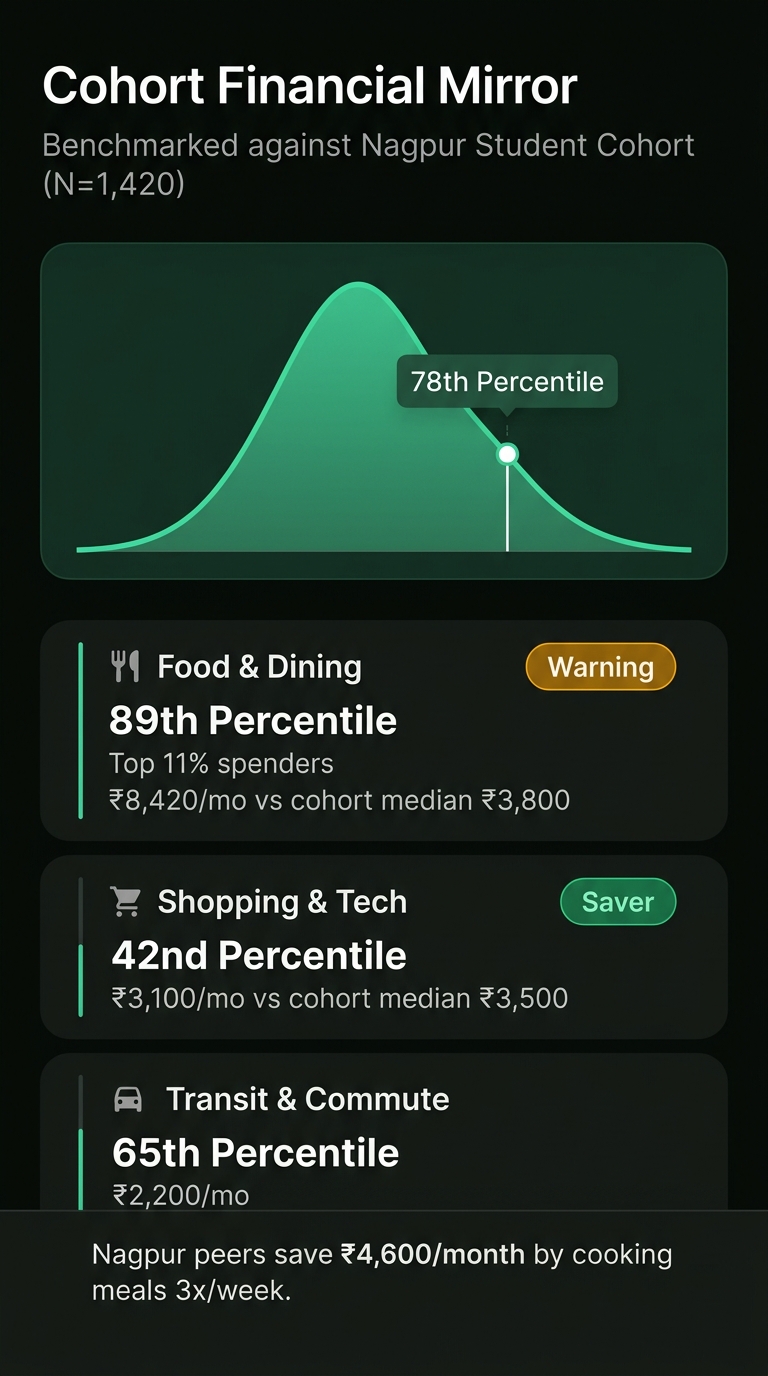 Cohort Financial Mirror
Benchmarked against Nagpur Student Cohort
(N=1,420)
78th Percentile
Food & Dining
Warning
89th Percentile
Top 11% spenders
₹8,420/mo vs cohort median ₹3,800
Shopping & Tech
Saver
42nd Percentile
₹3,100/mo vs cohort median ₹3,500
Transit & Commute
65th Percentile
₹2,200/mo
Nagpur peers save ₹4,600/month by cooking
meals 3x/week.